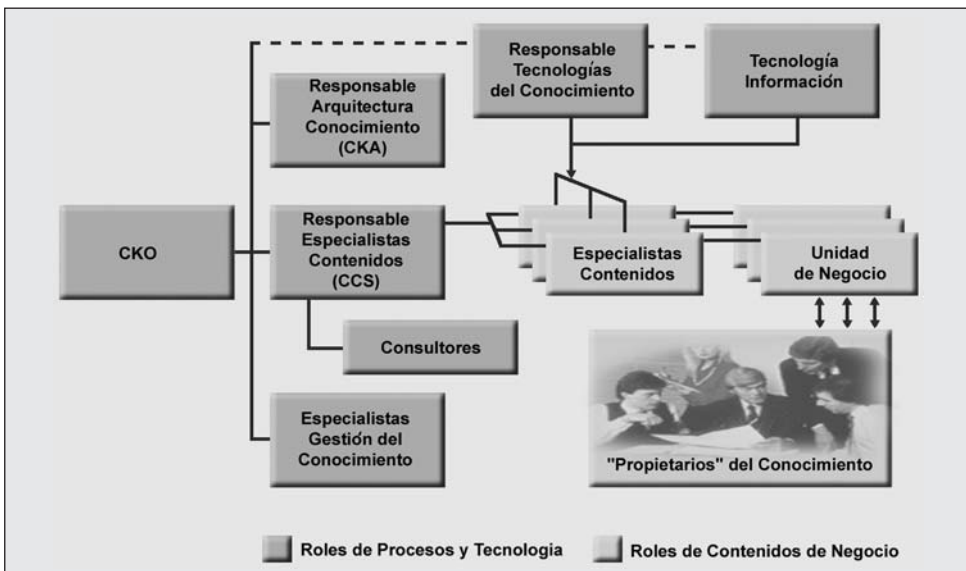 Responsable
Tecnologías
del Conocimiento
Tecnología
Información
Responsable
Arquitectura
Conocimiento
(CKA)
CKO
Responsable
Especialistas
Contenidos
(CCS)
Especialistas
Contenidos
Unidad
de Negocio
Consultores
Especialistas
Gestión del
Conocimiento
"Propietarios" del Conocimiento
Roles de Procesos y Tecnologia
Roles de Contenidos de Negocio